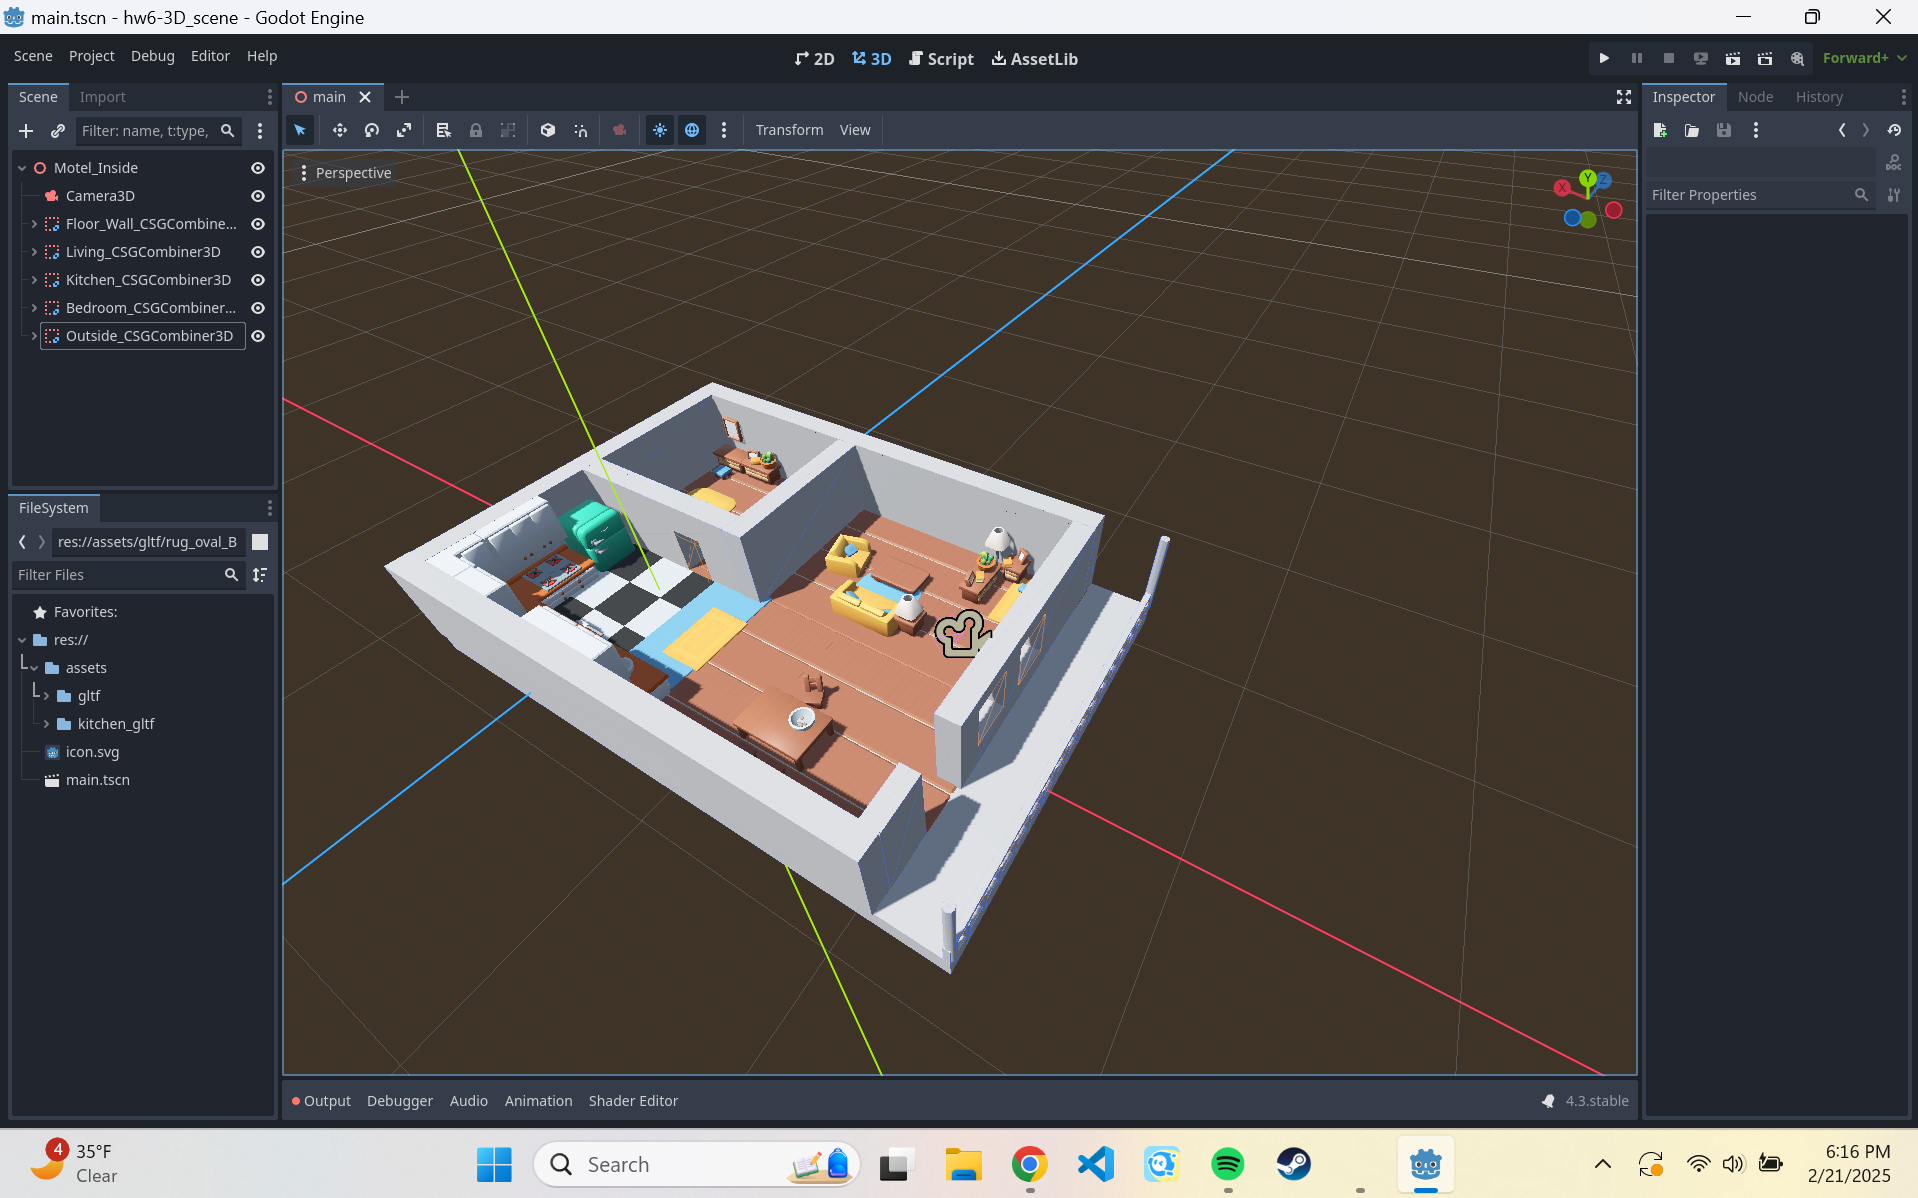 main.tscn - hw6-3D_scene - Godot Engine
Scene Project Debug Editor Help
2D 3D Script AssetLib
Forward+
Scene Import
main
Inspector Node History
Filter: name, t:type,
Transform View
Motel_Inside
Camera3D
Floor_Wall_CSGCombine...
Living_CSGCombiner3D
Kitchen_CSGCombiner3D
Bedroom_CSGCombiner...
Outside_CSGCombiner3D
Perspective
X Y Z
DOC
Filter Properties
FileSystem
res://assets/gltf/rug_oval_B
Filter Files
Favorites:
res://
assets
gltf
kitchen_gltf
icon.svg
main.tscn
Output Debugger Audio Animation Shader Editor
4.3.stable
4
35°F
Clear
Search
6:16 PM
2/21/2025